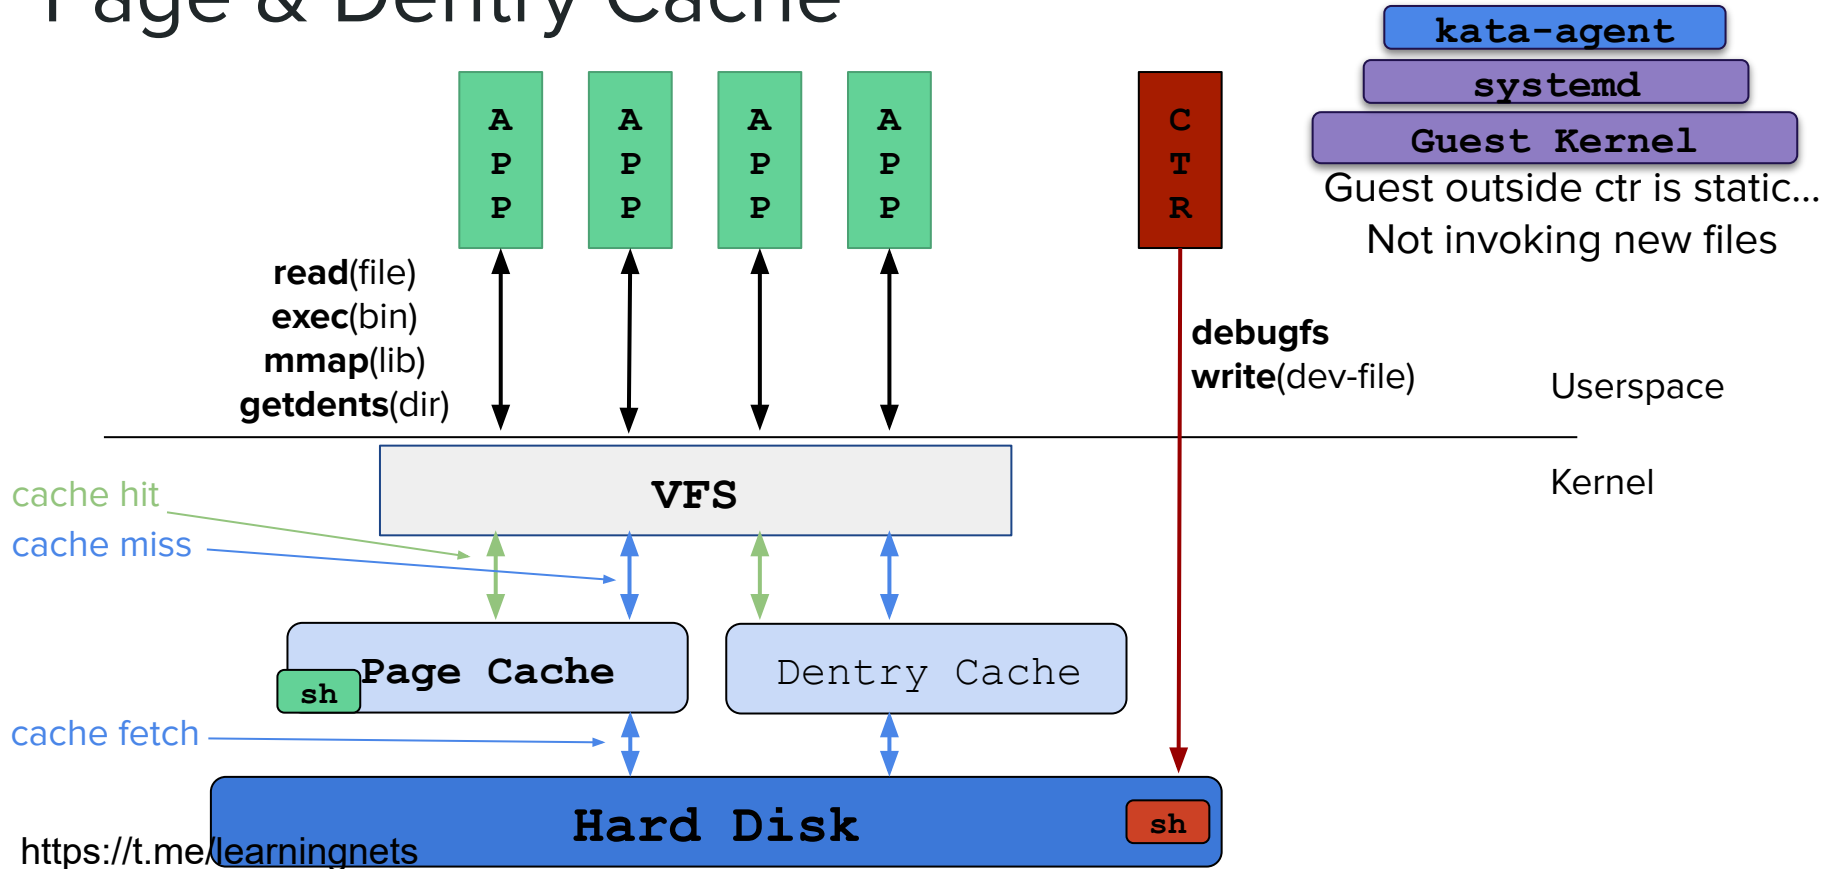 Page & Dentry Cache
kata-agent
systemd
Guest Kernel
Guest outside ctr is static...
Not invoking new files
A
P
P
A
P
P
A
P
P
A
P
P
C
T
R
read(file)
exec(bin)
mmap(lib)
getdents(dir)
debugfs
write(dev-file)
Userspace
Kernel
VFS
cache hit
cache miss
Page Cache
sh
Dentry Cache
cache fetch
Hard Disk
sh
https://t.me/learningnets